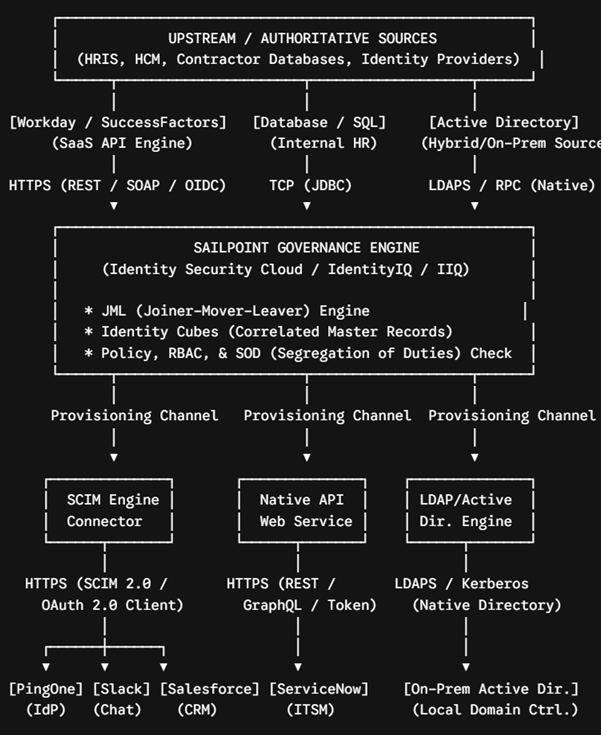 UPSTREAM / AUTHORITATIVE SOURCES
(HRIS, HCM, Contractor Databases, Identity Providers)
[Workday / SuccessFactors] [Database / SQL] [Active Directory]
(SaaS API Engine) (Internal HR) (Hybrid/On-Prem Source
HTTPS (REST / SOAP / OIDC) TCP (JDBC) LDAPS / RPC (Native)
SAILPOINT GOVERNANCE ENGINE
(Identity Security Cloud / IdentityIQ / IIQ)
* JML (Joiner-Mover-Leaver) Engine
* Identity Cubes (Correlated Master Records)
* Policy, RBAC, & SOD (Segregation of Duties) Check
Provisioning Channel Provisioning Channel Provisioning Channel
SCIM Engine Native API LDAP/Active
Connector Web Service Dir. Engine
HTTPS (SCIM 2.0 / HTTPS (REST / LDAPS / Kerberos
OAuth 2.0 Client) GraphQL / Token) (Native Directory)
[PingOne] [Slack] [Salesforce] [ServiceNow] [On-Prem Active Dir.]
(IdP) (Chat) (CRM) (ITSM) (Local Domain Ctrl.)